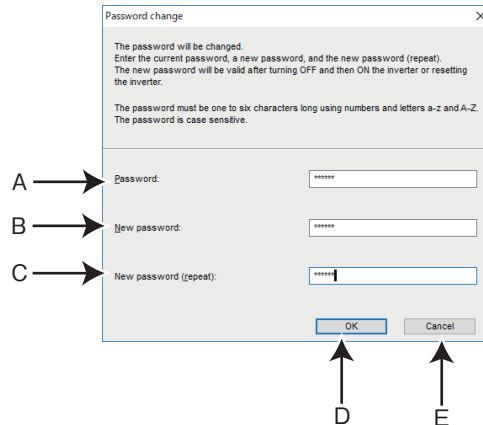 Password change
The password will be changed.
Enter the current password, a new password, and the new password (repeat).
The new password will be valid after turning OFF and then ON the inverter or resetting
the inverter.
The password must be one to six characters long using numbers and letters a-z and A-Z.
The password is case sensitive.
A Password: ******
B New password: ******
C New password (repeat): ******
OK Cancel
D E